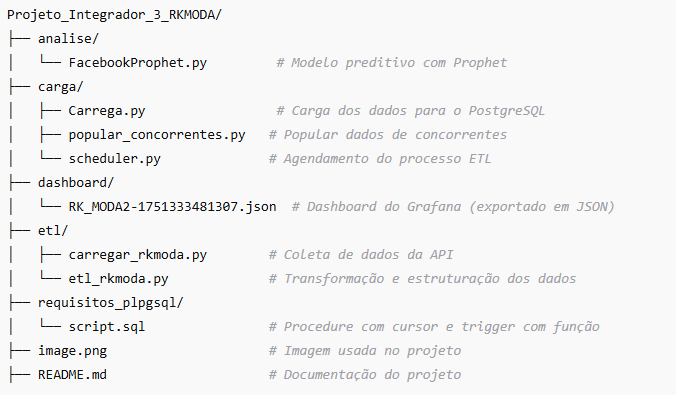 Projeto_Integrador_3_RKMODA/
├── analise/
│   └── FacebookProphet.py         # Modelo preditivo com Prophet
├── carga/
│   ├── Carrega.py                 # Carga dos dados para o PostgreSQL
│   ├── popular_concorrentes.py   # Popular dados de concorrentes
│   └── scheduler.py              # Agendamento do processo ETL
├── dashboard/
│   └── RK_MODA2-1751333481307.json  # Dashboard do Grafana (exportado em JSON)
├── etl/
│   ├── carregar_rkmoda.py        # Coleta de dados da API
│   └── etl_rkmoda.py             # Transformação e estruturação dos dados
├── requisitos_plpgsql/
│   └── script.sql                # Procedure com cursor e trigger com função
├── image.png                     # Imagem usada no projeto
├── README.md                     # Documentação do projeto